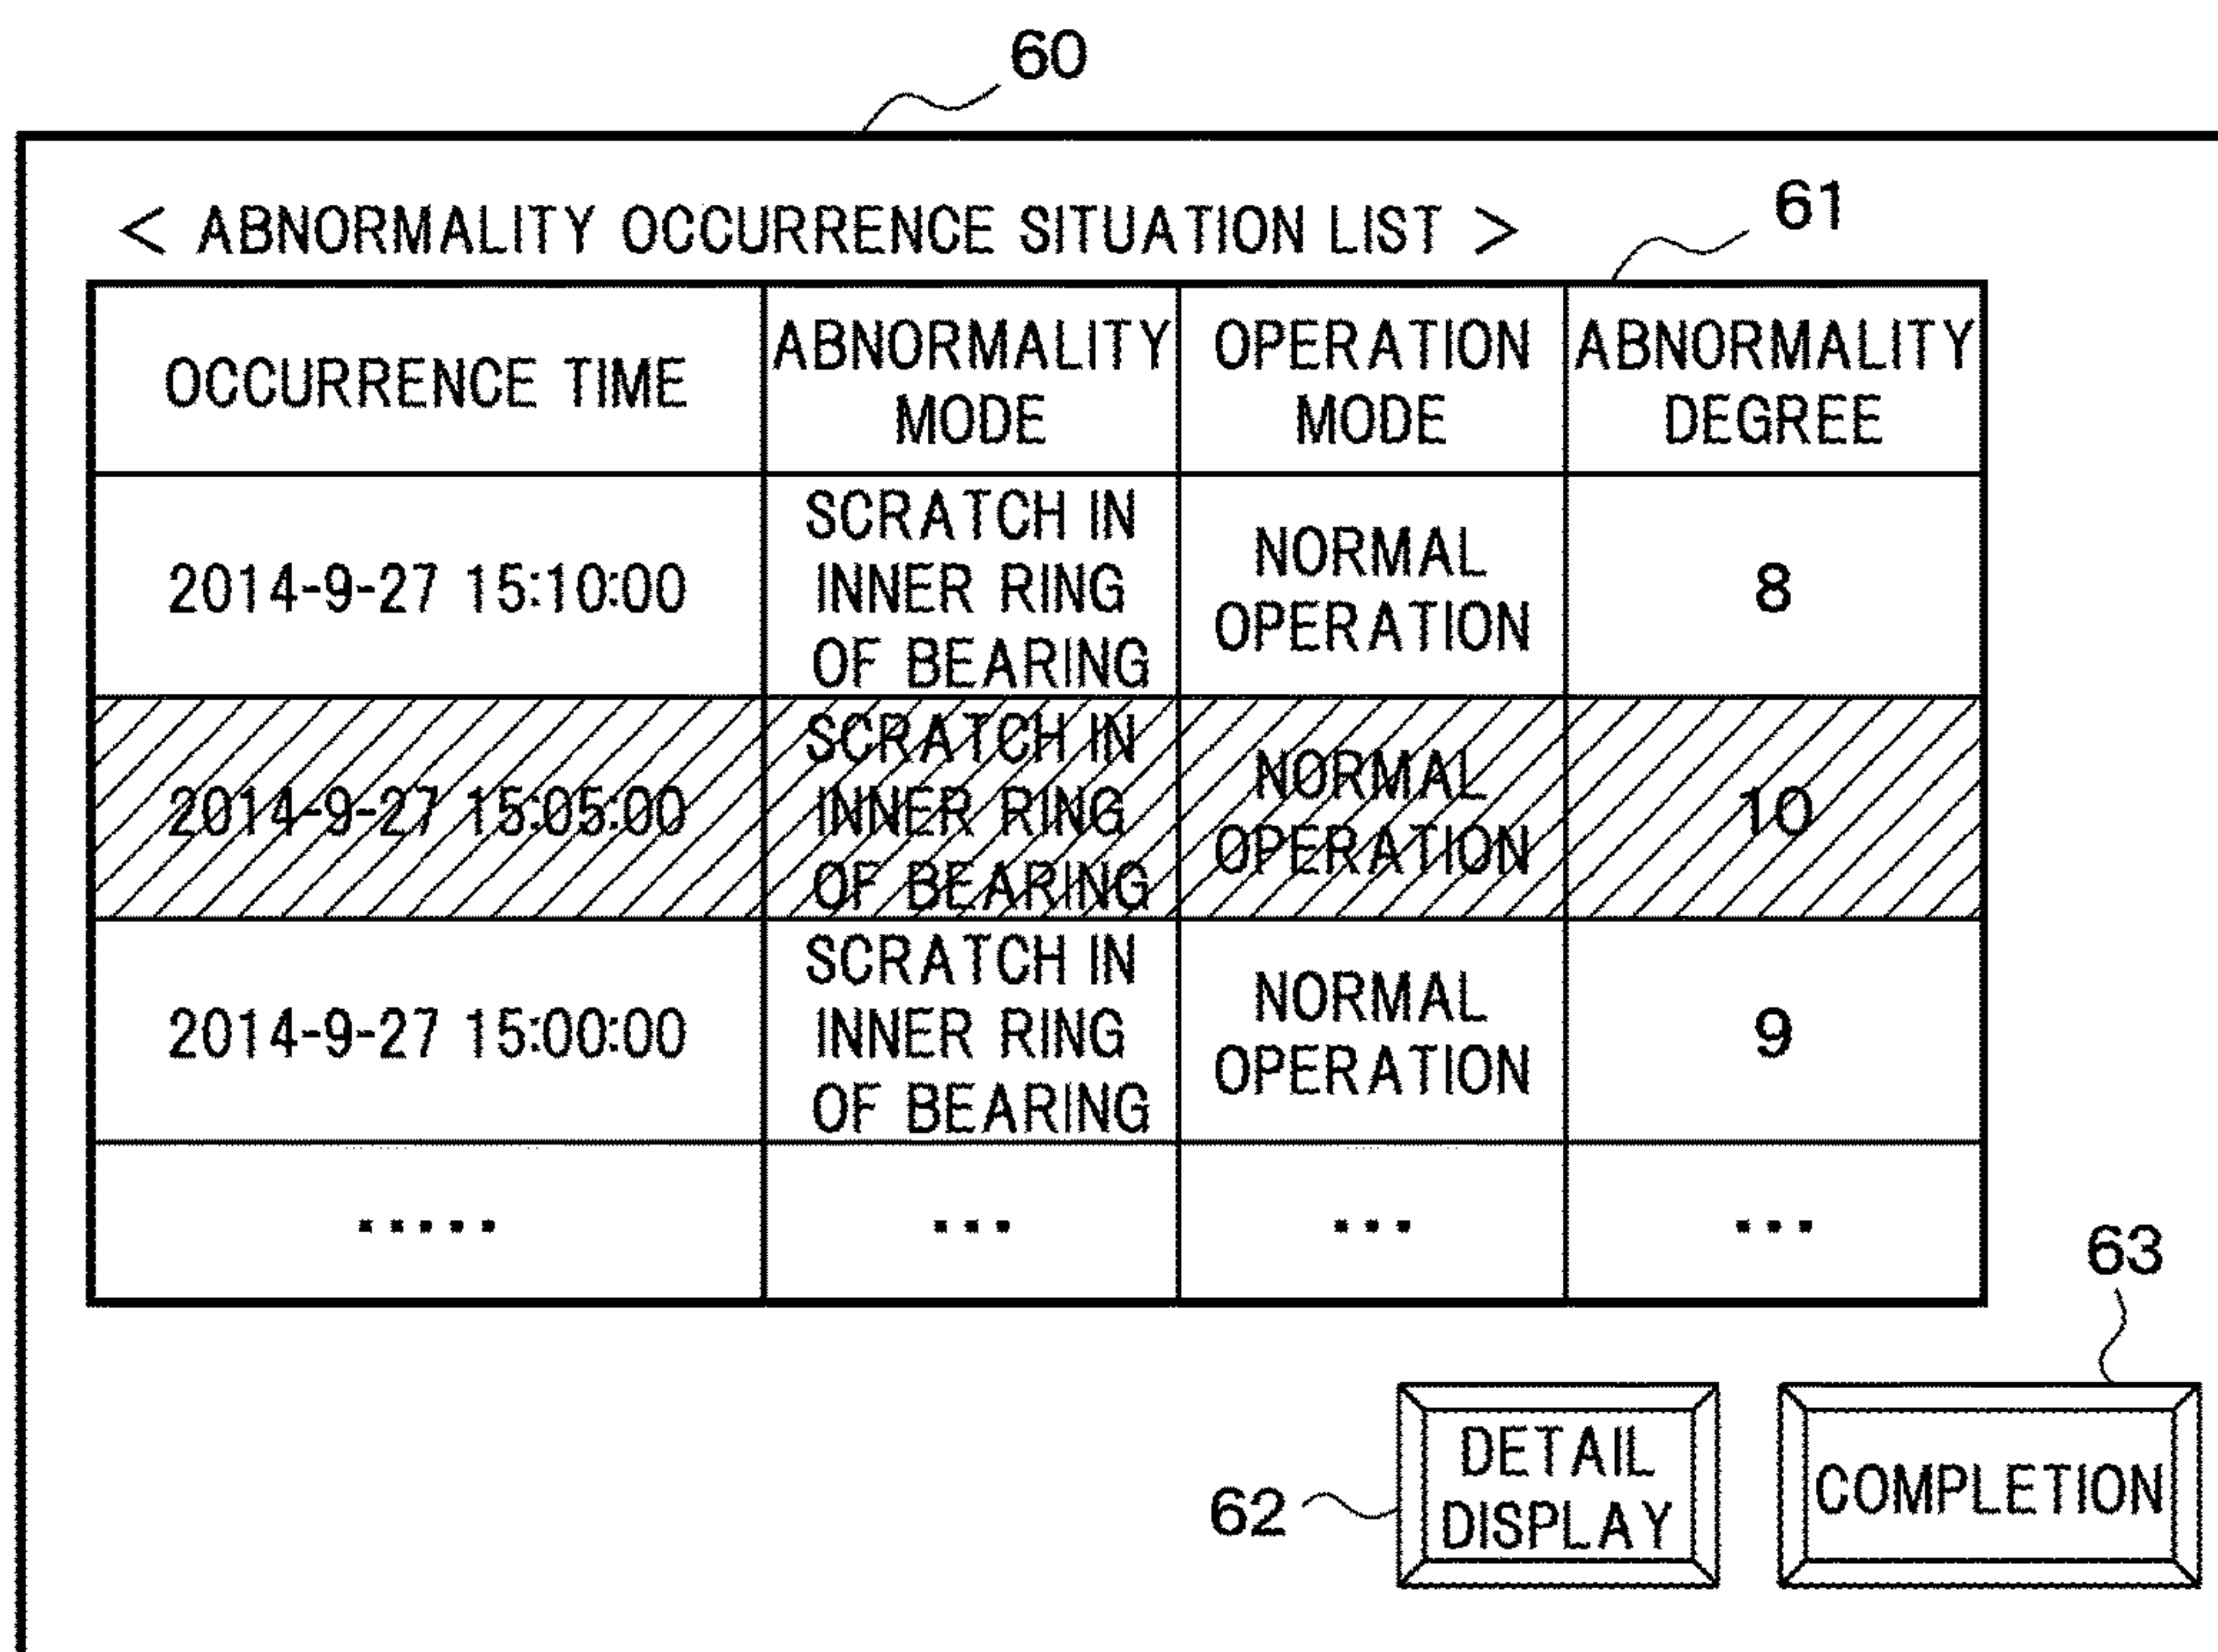 60
< ABNORMALITY OCCURRENCE SITUATION LIST >
61
OCCURRENCE TIME
ABNORMALITY
MODE
OPERATION
MODE
ABNORMALITY
DEGREE
2014-9-27 15:10:00
SCRATCH IN
INNER RING
OF BEARING
NORMAL
OPERATION
8
2014-9-27 15:05:00
SCRATCH IN
INNER RING
OF BEARING
NORMAL
OPERATION
10
2014-9-27 15:00:00
SCRATCH IN
INNER RING
OF BEARING
NORMAL
OPERATION
9
.....
...
...
...
63
62
DETAIL
DISPLAY
COMPLETION